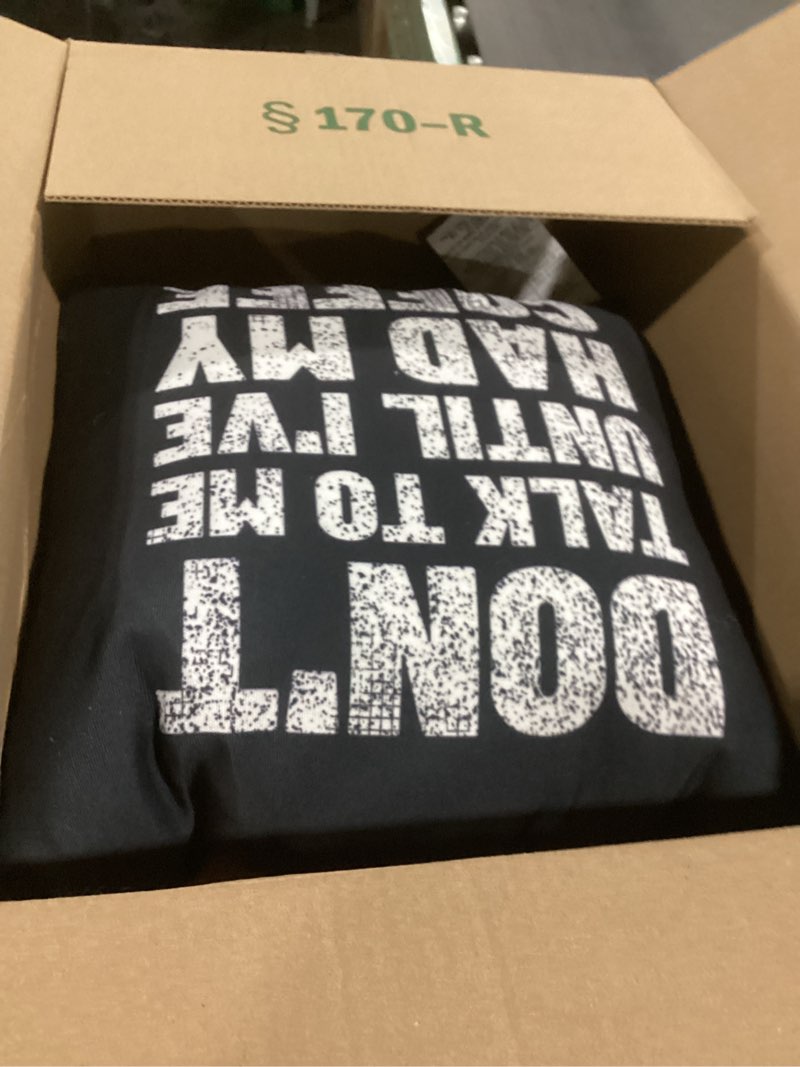 § 170-R
DON'T
TALK TO ME
UNTIL I'VE
HAD MY
COFFEE